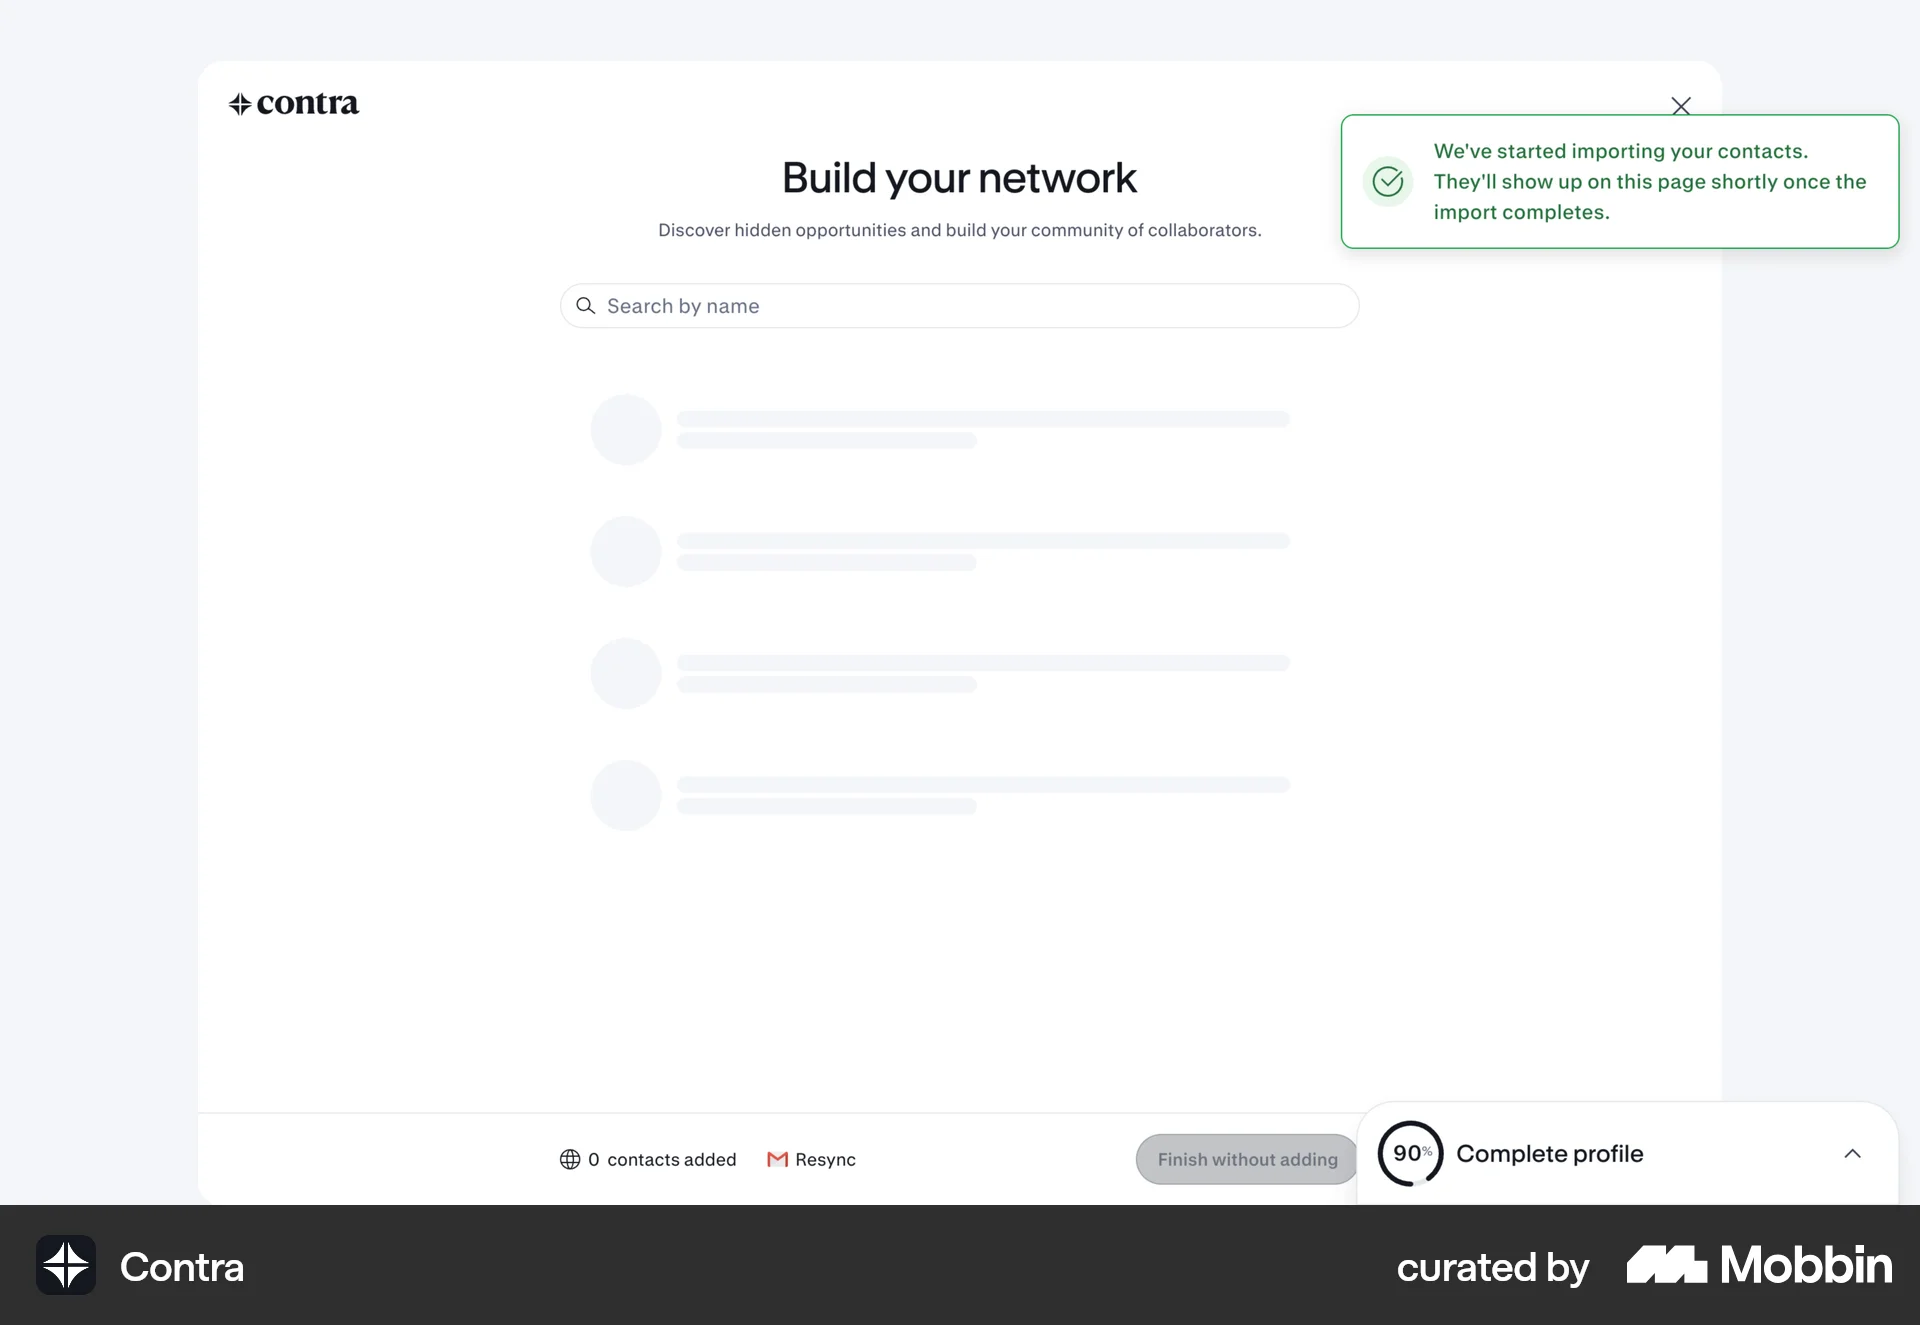 contra
We've started importing your contacts.
They'll show up on this page shortly once the
import completes.
Build your network
Discover hidden opportunities and build your community of collaborators.
Search by name
0 contacts added
Resync
Finish without adding
90%
Complete profile
Contra
curated by
Mobbin